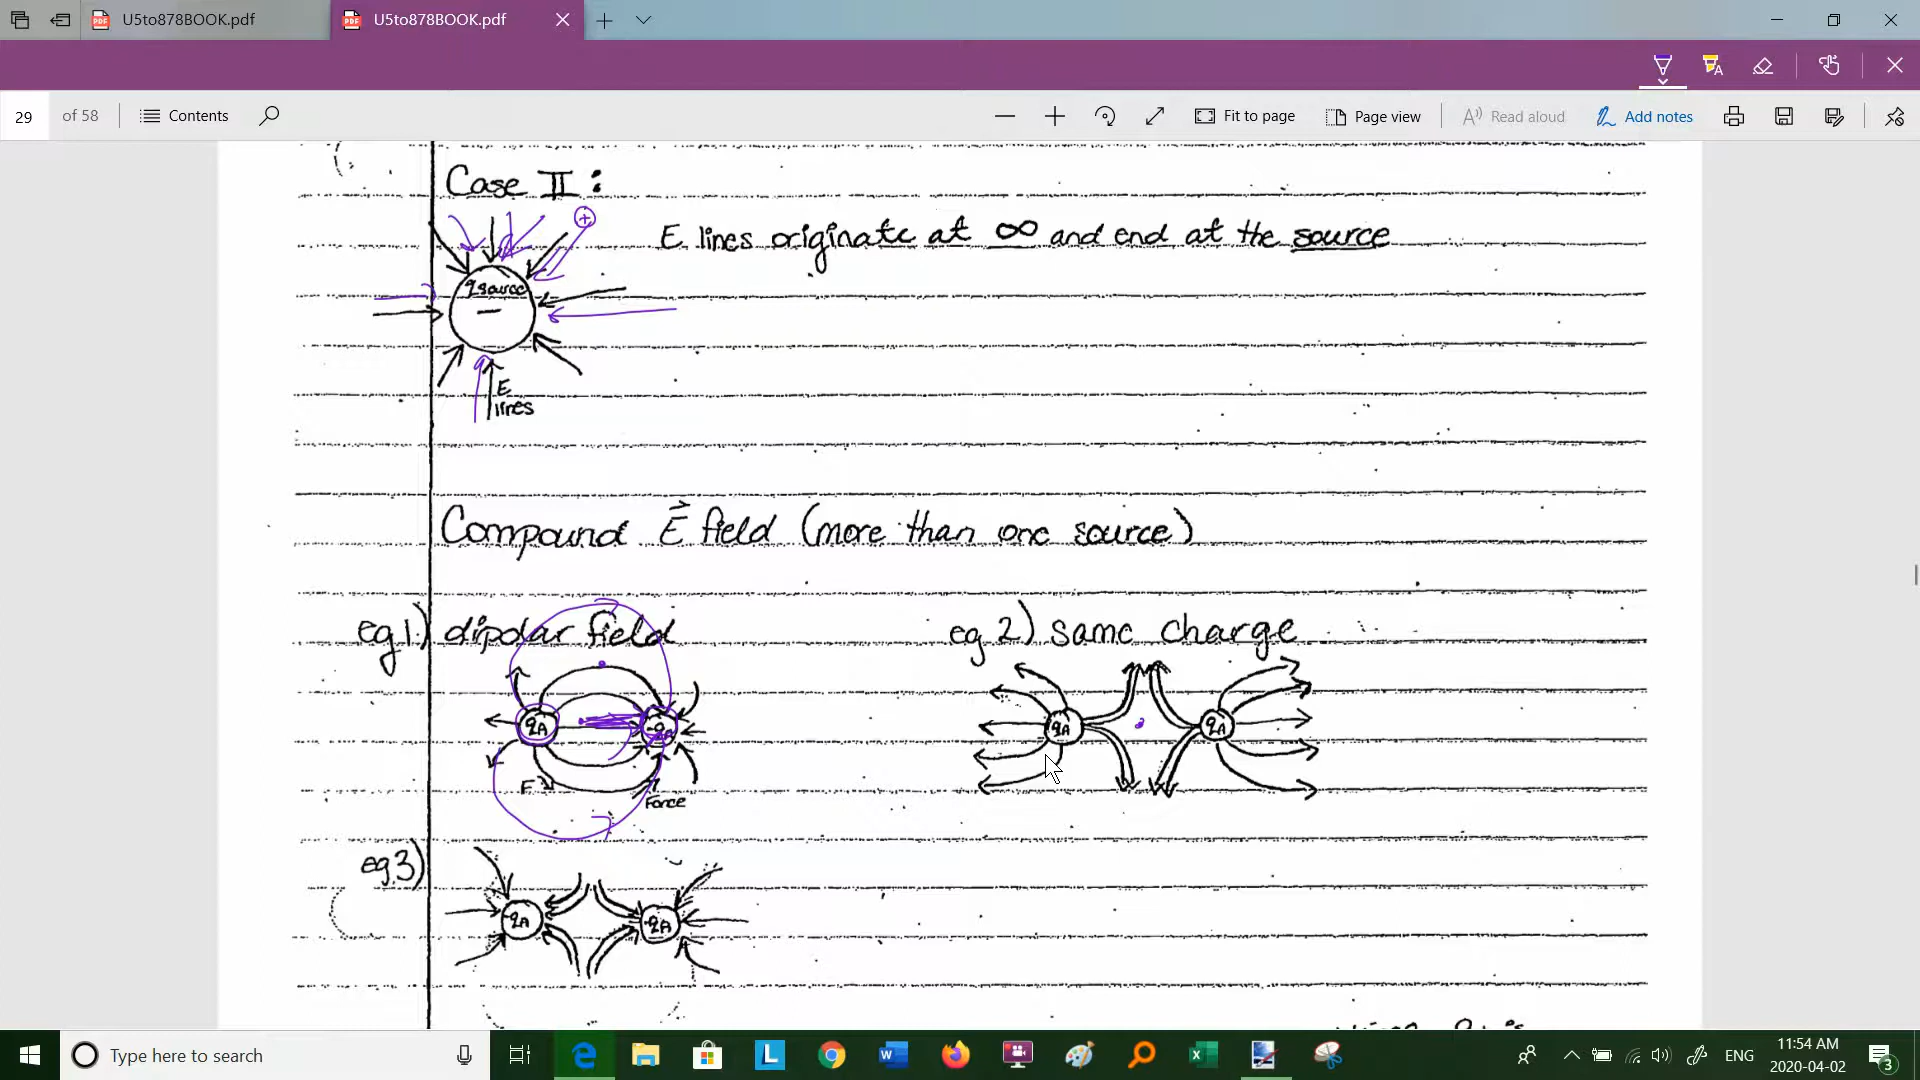 U5to878BOOK.pdf
U5to878BOOK.pdf
29 of 58 Contents Fit to page Page view Read aloud Add notes
Case II:
E lines originate at ∞ and end at the source
q source
−
E
lines
Compound E⃗ field (more than one source)
eg 1.) dipolar field
eg 2) same charge
qA
qA qA
E
Force
eg.3)
qA
Type here to search
ENG
11:54 AM
2020-04-02
3